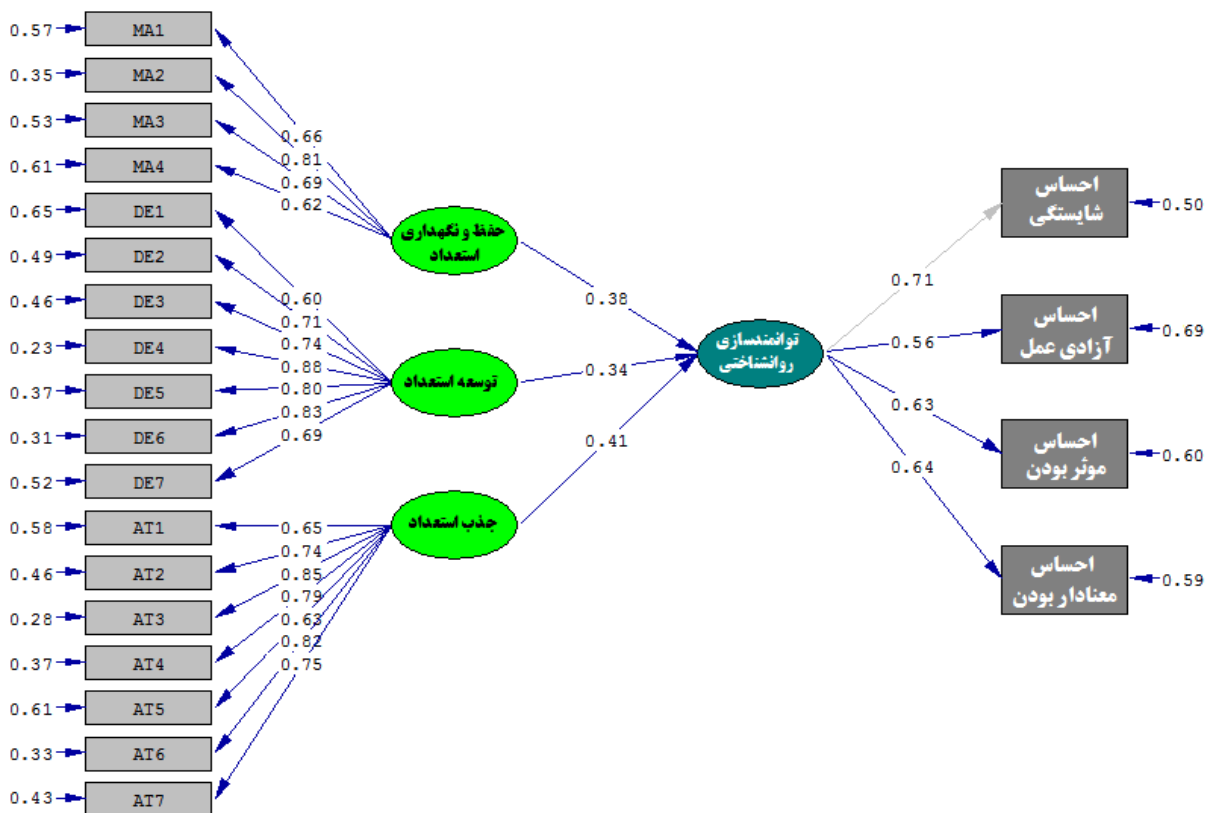 0.57 MA1
0.35 MA2
0.53 MA3
0.61 MA4
0.65 DE1
0.49 DE2
0.46 DE3
0.23 DE4
0.37 DE5
0.31 DE6
0.52 DE7
0.58 AT1
0.46 AT2
0.28 AT3
0.37 AT4
0.61 AT5
0.33 AT6
0.43 AT7
0.66
0.81
0.69
0.62
0.60
0.71
0.74
0.88
0.80
0.83
0.69
0.65
0.74
0.85
0.79
0.63
0.82
0.75
حفظ و نگهداری
استعداد
توسعه استعداد
جذب استعداد
0.38
0.34
0.41
توانمندسازی
روانشناختی
0.71
0.56
0.63
0.64
احساس
شایستگی
0.50
احساس
آزادی عمل
0.69
احساس
موثر بودن
0.60
احساس
معنادار بودن
0.59